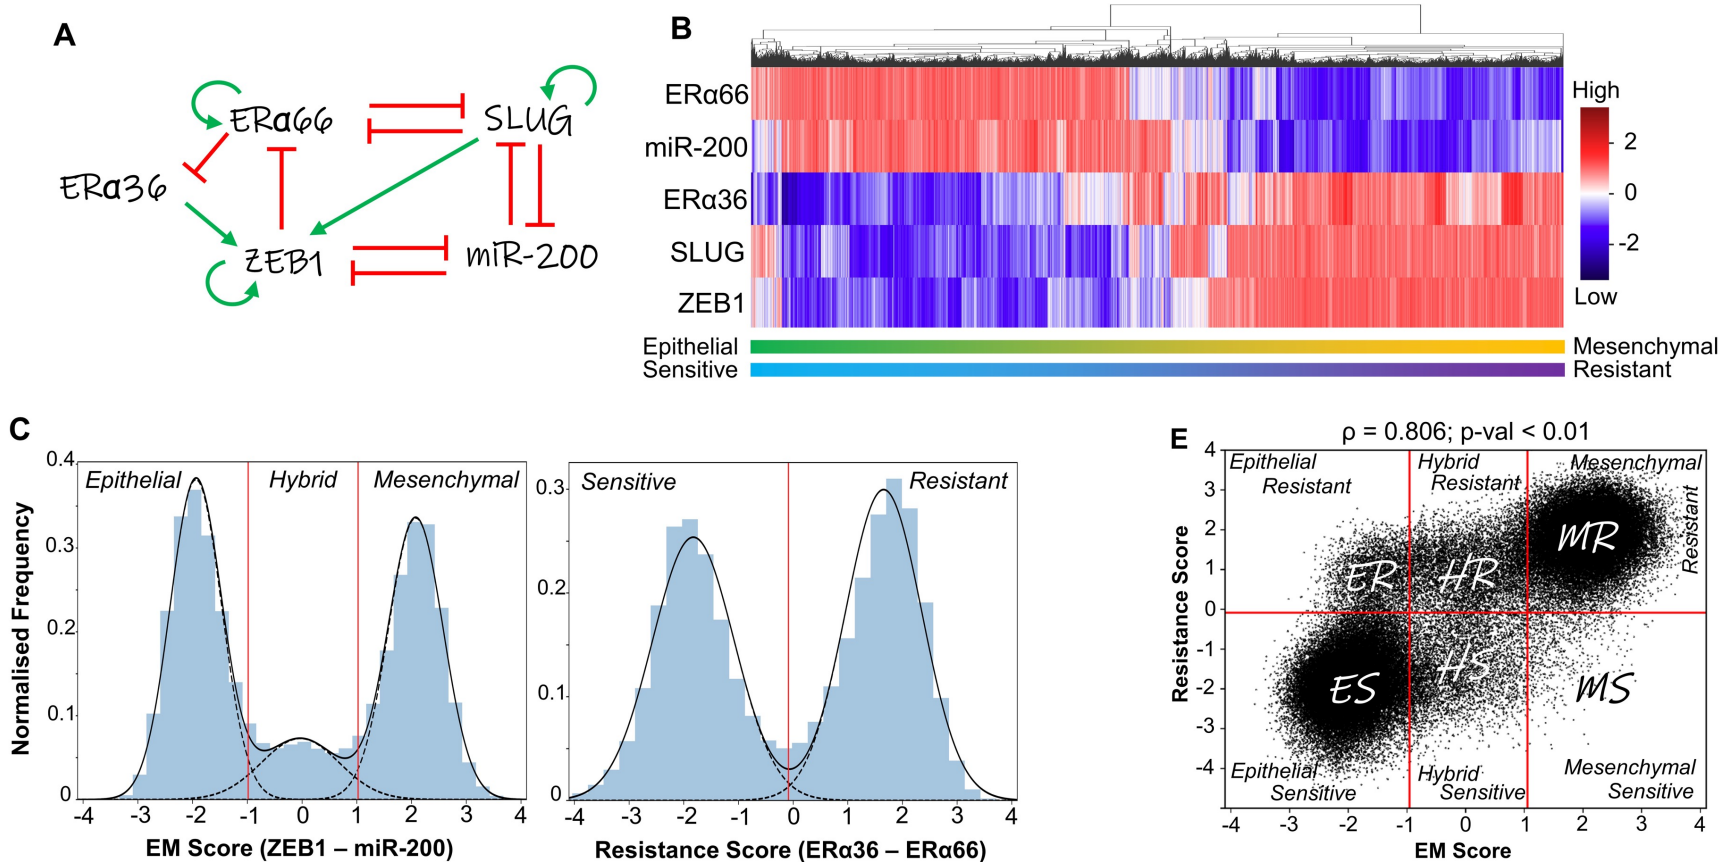 A
ERα66
SLUG
ERα36
ZEB1
miR-200
B
ERα66
miR-200
ERα36
SLUG
ZEB1
High
2
0
-2
Low
Epithelial
Mesenchymal
Sensitive
Resistant
C
Normalised Frequency
0.4
0.3
0.2
0.1
0
Epithelial
Hybrid
Mesenchymal
-4 -3 -2 -1 0 1 2 3 4
EM Score (ZEB1 – miR-200)
0.3
0.2
0.1
0
Sensitive
Resistant
-4 -3 -2 -1 0 1 2 3 4
Resistance Score (ERα36 – ERα66)
E
ρ = 0.806; p-val < 0.01
Resistance Score
4
3
2
1
0
-1
-2
-3
-4
Epithelial
Resistant
Hybrid
Resistant
Mesenchymal
Resistant
ER
HR
MR
ES
HS
MS
Epithelial
Sensitive
Hybrid
Sensitive
Mesenchymal
Sensitive
-4 -3 -2 -1 0 1 2 3 4
EM Score